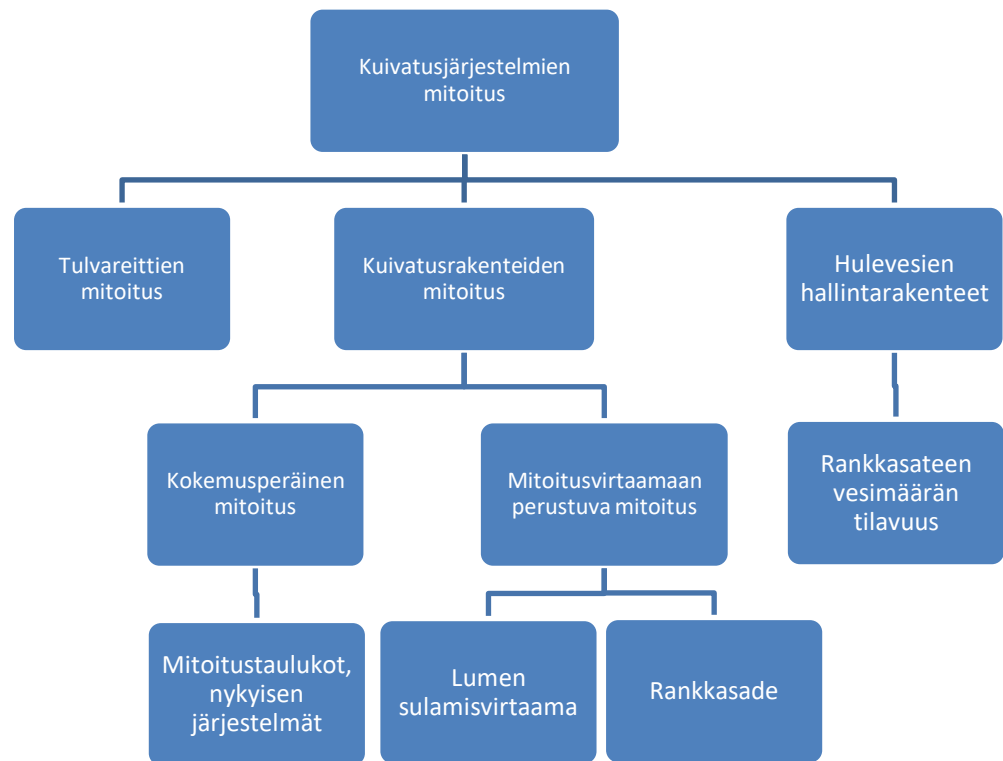 Kuivatusjärjestelmien
mitoitus
Tulvareittien
mitoitus
Kuivatusrakenteiden
mitoitus
Hulevesien
hallintarakenteet
Kokemusperäinen
mitoitus
Mitoitusvirtaamaan
perustuva mitoitus
Rankkasateen
vesimäärän
tilavuus
Mitoitustaulukot,
nykyisen
järjestelmät
Lumen
sulamisvirtaama
Rankkasade